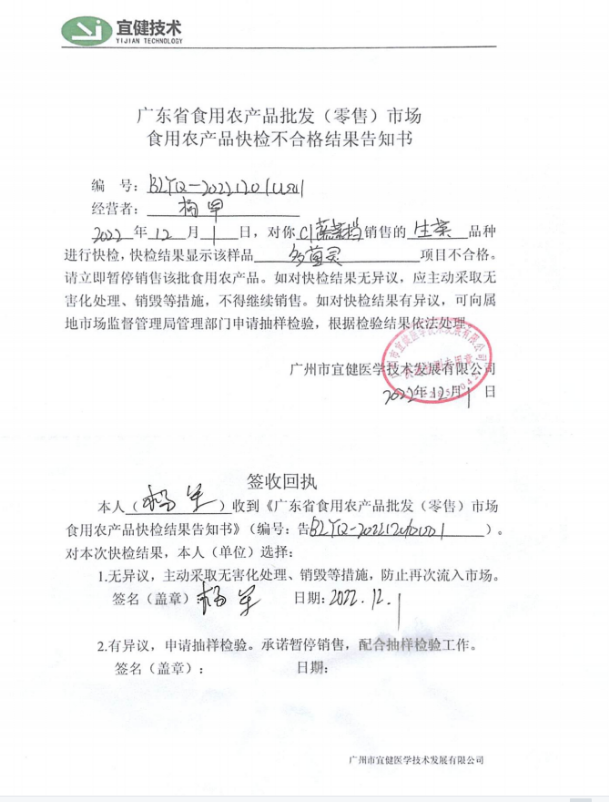 宜健技术
YIJIAN TECHNOLOGY
广东省食用农产品批发（零售）市场
食用农产品快检不合格结果告知书
编 号：
经营者：杨军
2022 年 12 月 1 日，对你 C1蔬菜档 销售的 生菜 品种
进行快检，快检结果显示该样品 多菌灵 项目不合格。
请立即暂停销售该批食用农产品。如对快检结果无异议，应主动采取无
害化处理、销毁等措施，不得继续销售。如对快检结果有异议，可向属
地市场监督管理局管理部门申请抽样检验，根据检验结果依法处理。
广州市宜健医学技术发展有限公司
2022年12月1日
签收回执
本人（杨军）收到《广东省食用农产品批发（零售）市场
食用农产品快检结果告知书》（编号：告 ）。
对本次快检结果，本人（单位）选择：
1.无异议，主动采取无害化处理、销毁等措施，防止再次流入市场。
签名（盖章）杨军 日期：2022.12.1
2.有异议，申请抽样检验。承诺暂停销售，配合抽样检验工作。
签名（盖章）： 日期：
广州市宜健医学技术发展有限公司